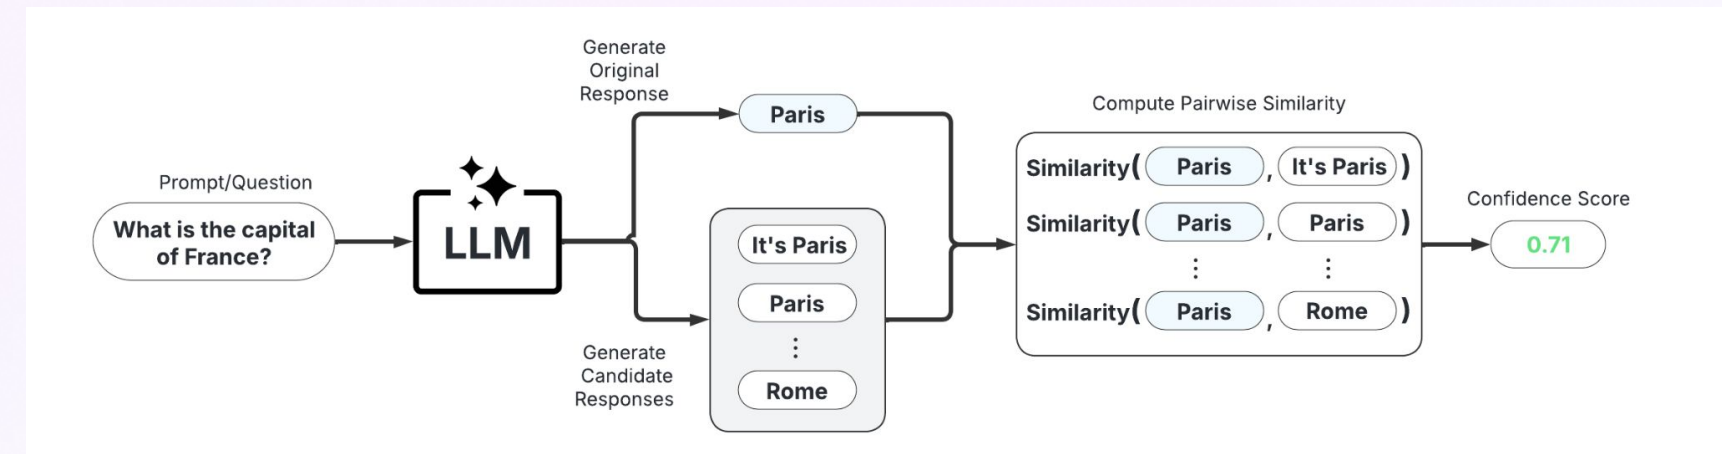 Prompt/Question
What is the capital
of France?
LLM
Generate
Original
Response
Paris
Generate
Candidate
Responses
It's Paris
Paris
⋮
Rome
Compute Pairwise Similarity
Similarity( Paris , It's Paris )
Similarity( Paris , Paris )
⋮ ⋮
Similarity( Paris , Rome )
Confidence Score
0.71